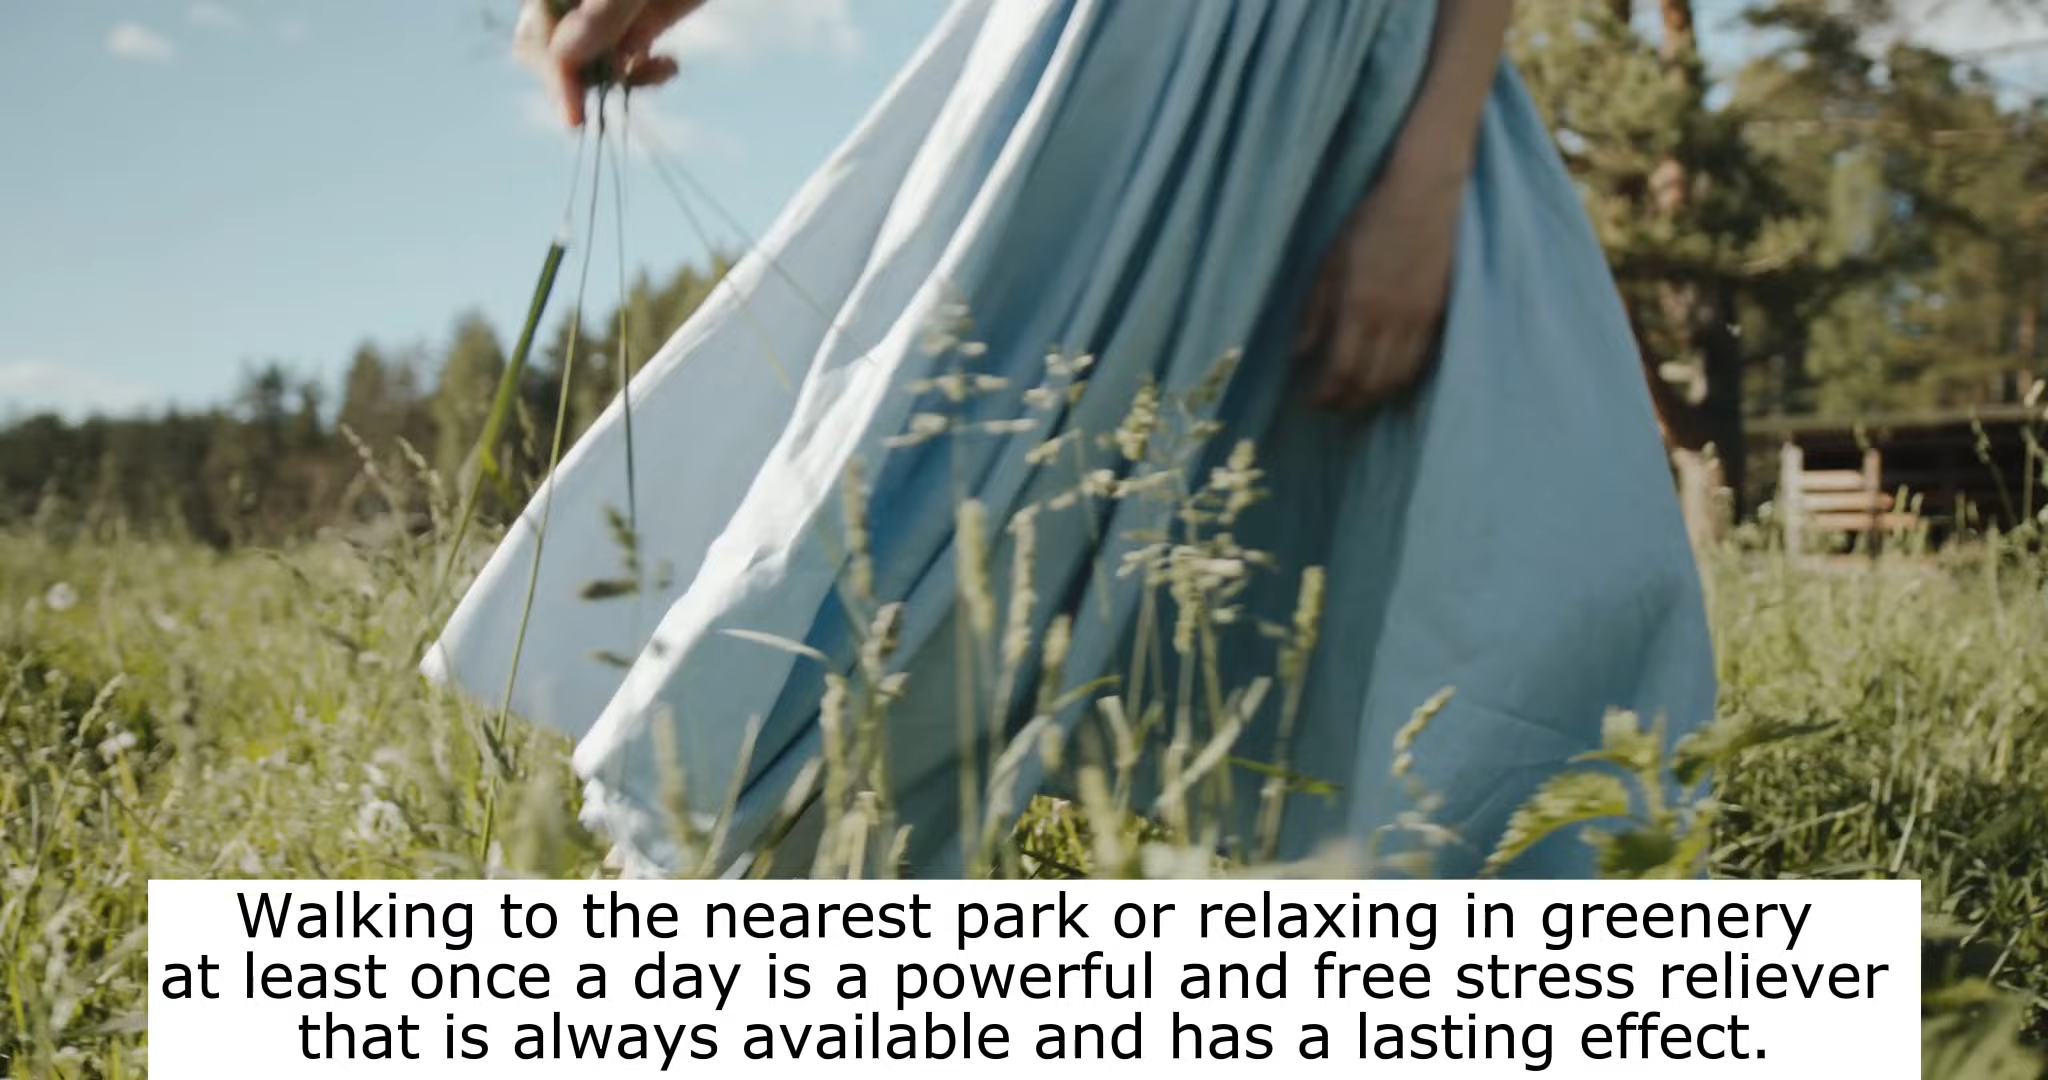 Walking to the nearest park or relaxing in greenery
at least once a day is a powerful and free stress reliever
that is always available and has a lasting effect.